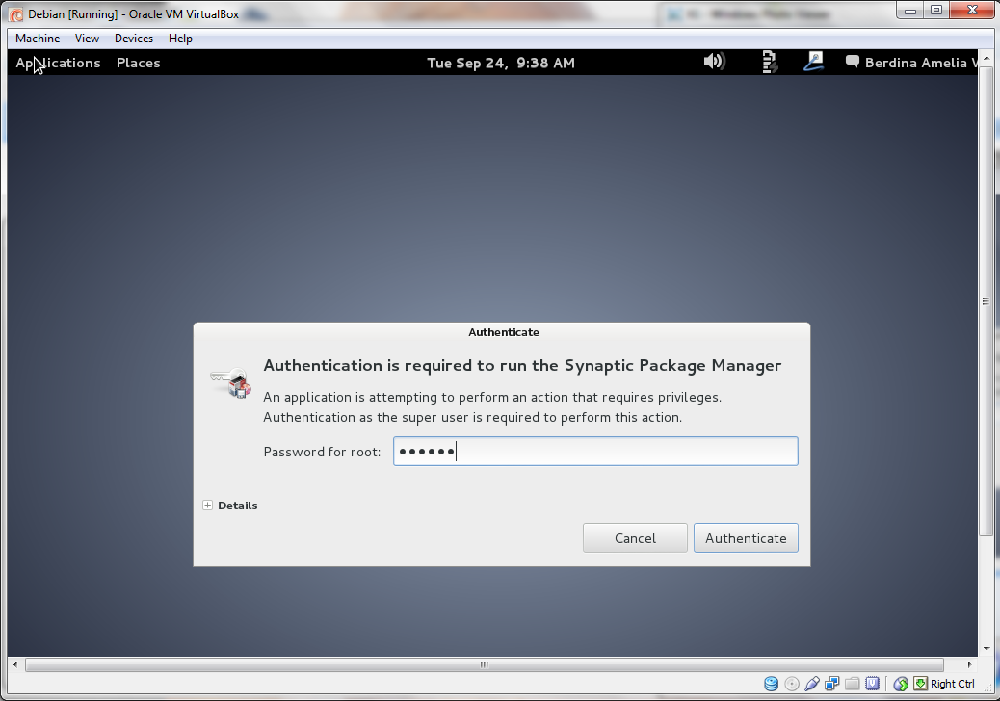 Debian [Running] - Oracle VM VirtualBox
Machine View Devices Help
Applications Places Tue Sep 24, 9:38 AM Berdina Amelia
Authenticate
Authentication is required to run the Synaptic Package Manager
An application is attempting to perform an action that requires privileges.
Authentication as the super user is required to perform this action.
Password for root: ••••••
Details
Cancel Authenticate
Right Ctrl